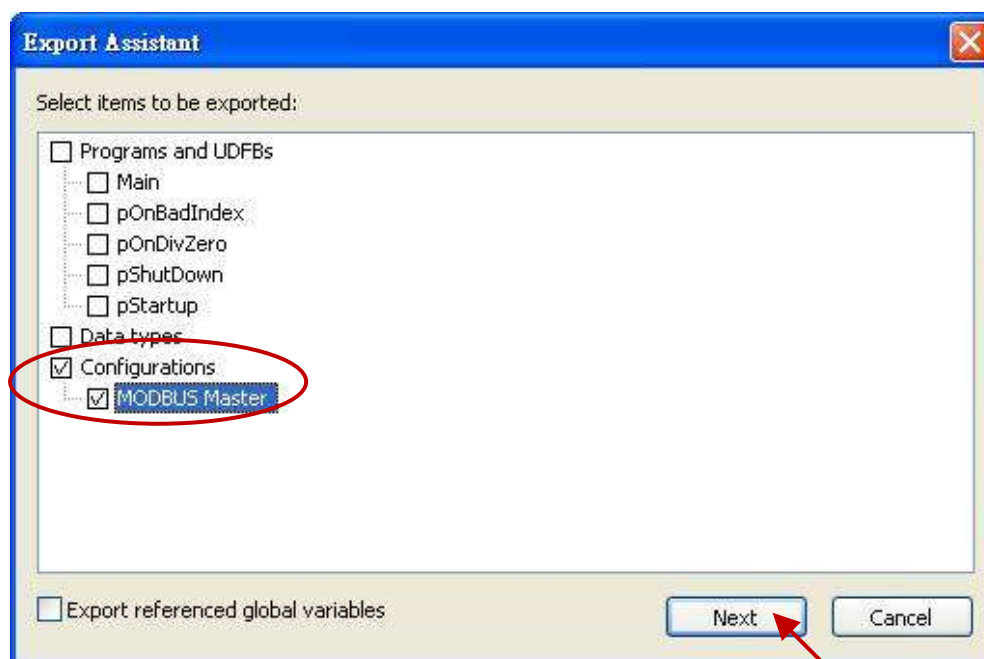 Export Assistant
Select items to be exported:
Programs and UDFBs
Main
pOnBadIndex
pOnDivZero
pShutDown
pStartup
Data types
Configurations
MODBUS Master
Export referenced global variables
Next
Cancel